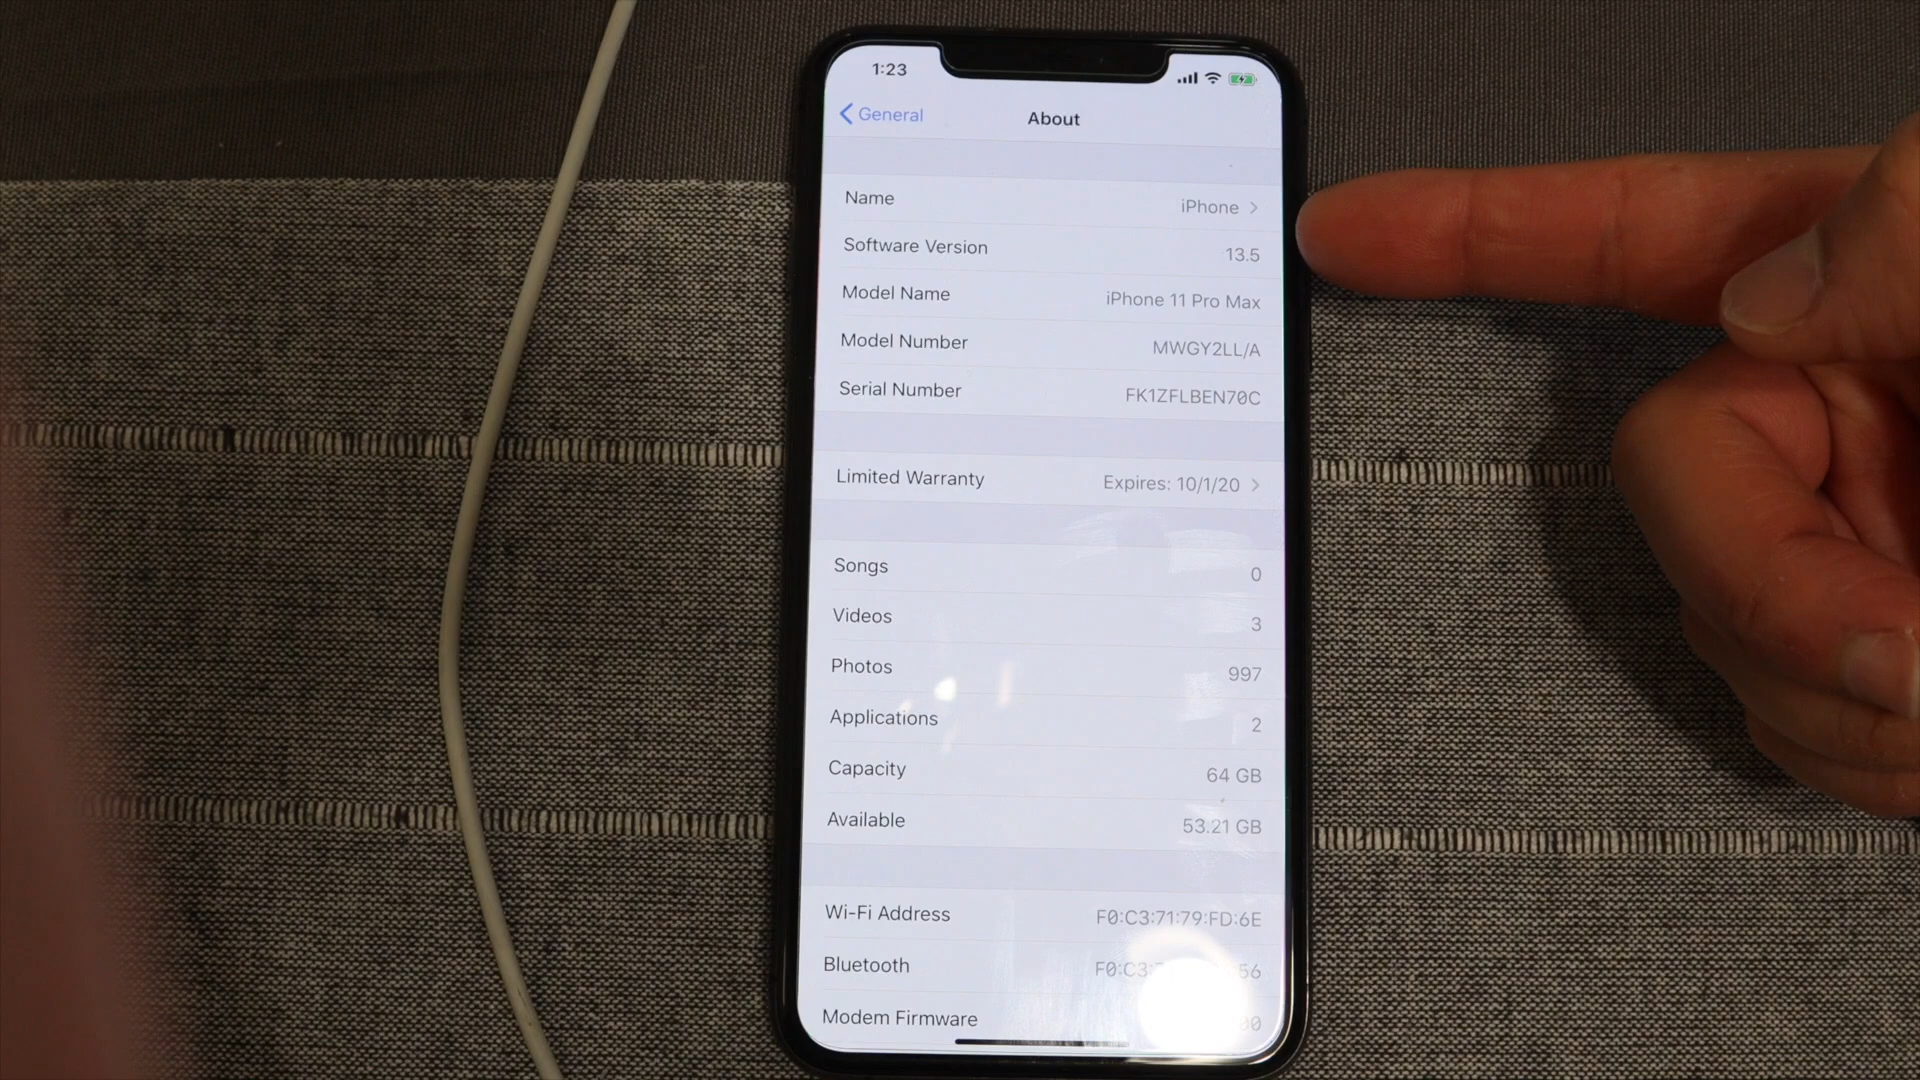 1:23
General
About
Name iPhone
Software Version 13.5
Model Name iPhone 11 Pro Max
Model Number MWGY2LL/A
Serial Number FK1ZFLBEN70C
Limited Warranty Expires: 10/1/20
Songs 0
Videos 3
Photos 997
Applications 2
Capacity 64 GB
Available 53.21 GB
Wi-Fi Address F0:C3:71:79:FD:6E
Bluetooth
Modem Firmware